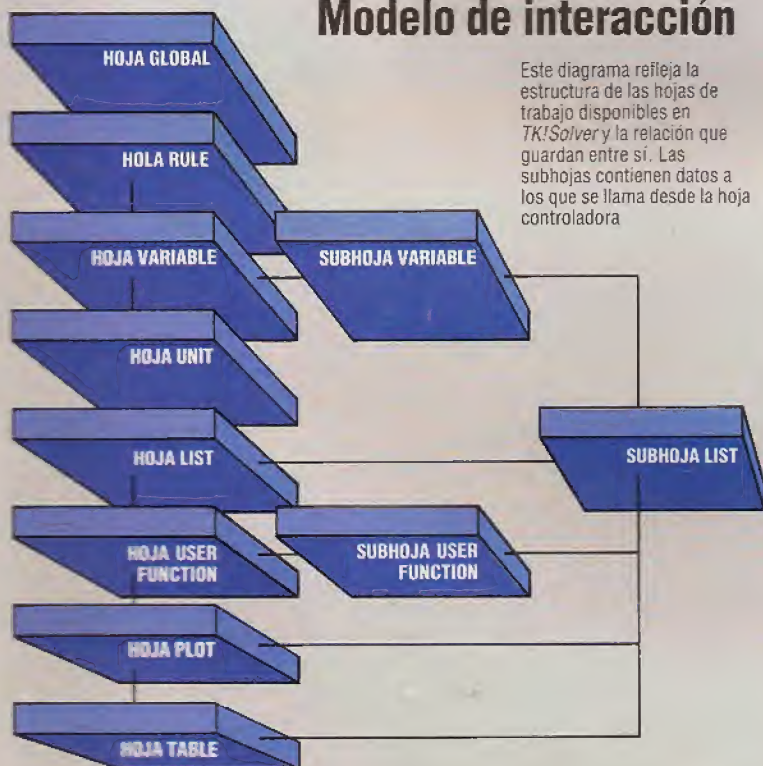 Modelo de interacción
Este diagrama refleja la
estructura de las hojas de
trabajo disponibles en
TK!Solver y la relación que
guardan entre sí. Las
subhojas contienen datos a
los que se llama desde la hoja
controladora
HOJA GLOBAL
HOLA RULE
HOJA VARIABLE
SUBHOJA VARIABLE
HOJA UNIT
HOJA LIST
SUBHOJA LIST
HOJA USER
FUNCTION
SUBHOJA USER
FUNCTION
HOJA PLOT
HOJA TABLE